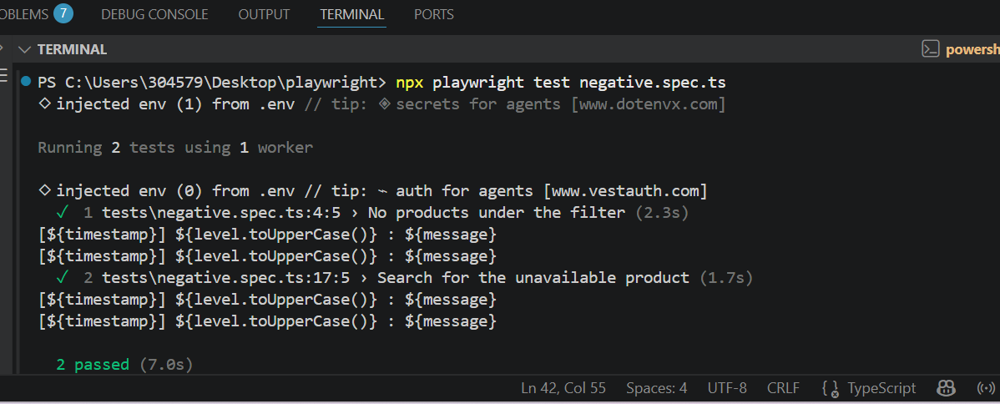 OBLEMS 7 DEBUG CONSOLE OUTPUT TERMINAL PORTS
TERMINAL powersh
PS C:\Users\304579\Desktop\playwright> npx playwright test negative.spec.ts
◇ injected env (1) from .env // tip: ◈ secrets for agents [www.dotenvx.com]
Running 2 tests using 1 worker
◇ injected env (0) from .env // tip: ⌁ auth for agents [www.vestauth.com]
✓ 1 tests\negative.spec.ts:4:5 › No products under the filter (2.3s)
[${timestamp}] ${level.toUpperCase()} : ${message}
[${timestamp}] ${level.toUpperCase()} : ${message}
✓ 2 tests\negative.spec.ts:17:5 › Search for the unavailable product (1.7s)
[${timestamp}] ${level.toUpperCase()} : ${message}
[${timestamp}] ${level.toUpperCase()} : ${message}
2 passed (7.0s)
Ln 42, Col 55 Spaces: 4 UTF-8 CRLF {} TypeScript